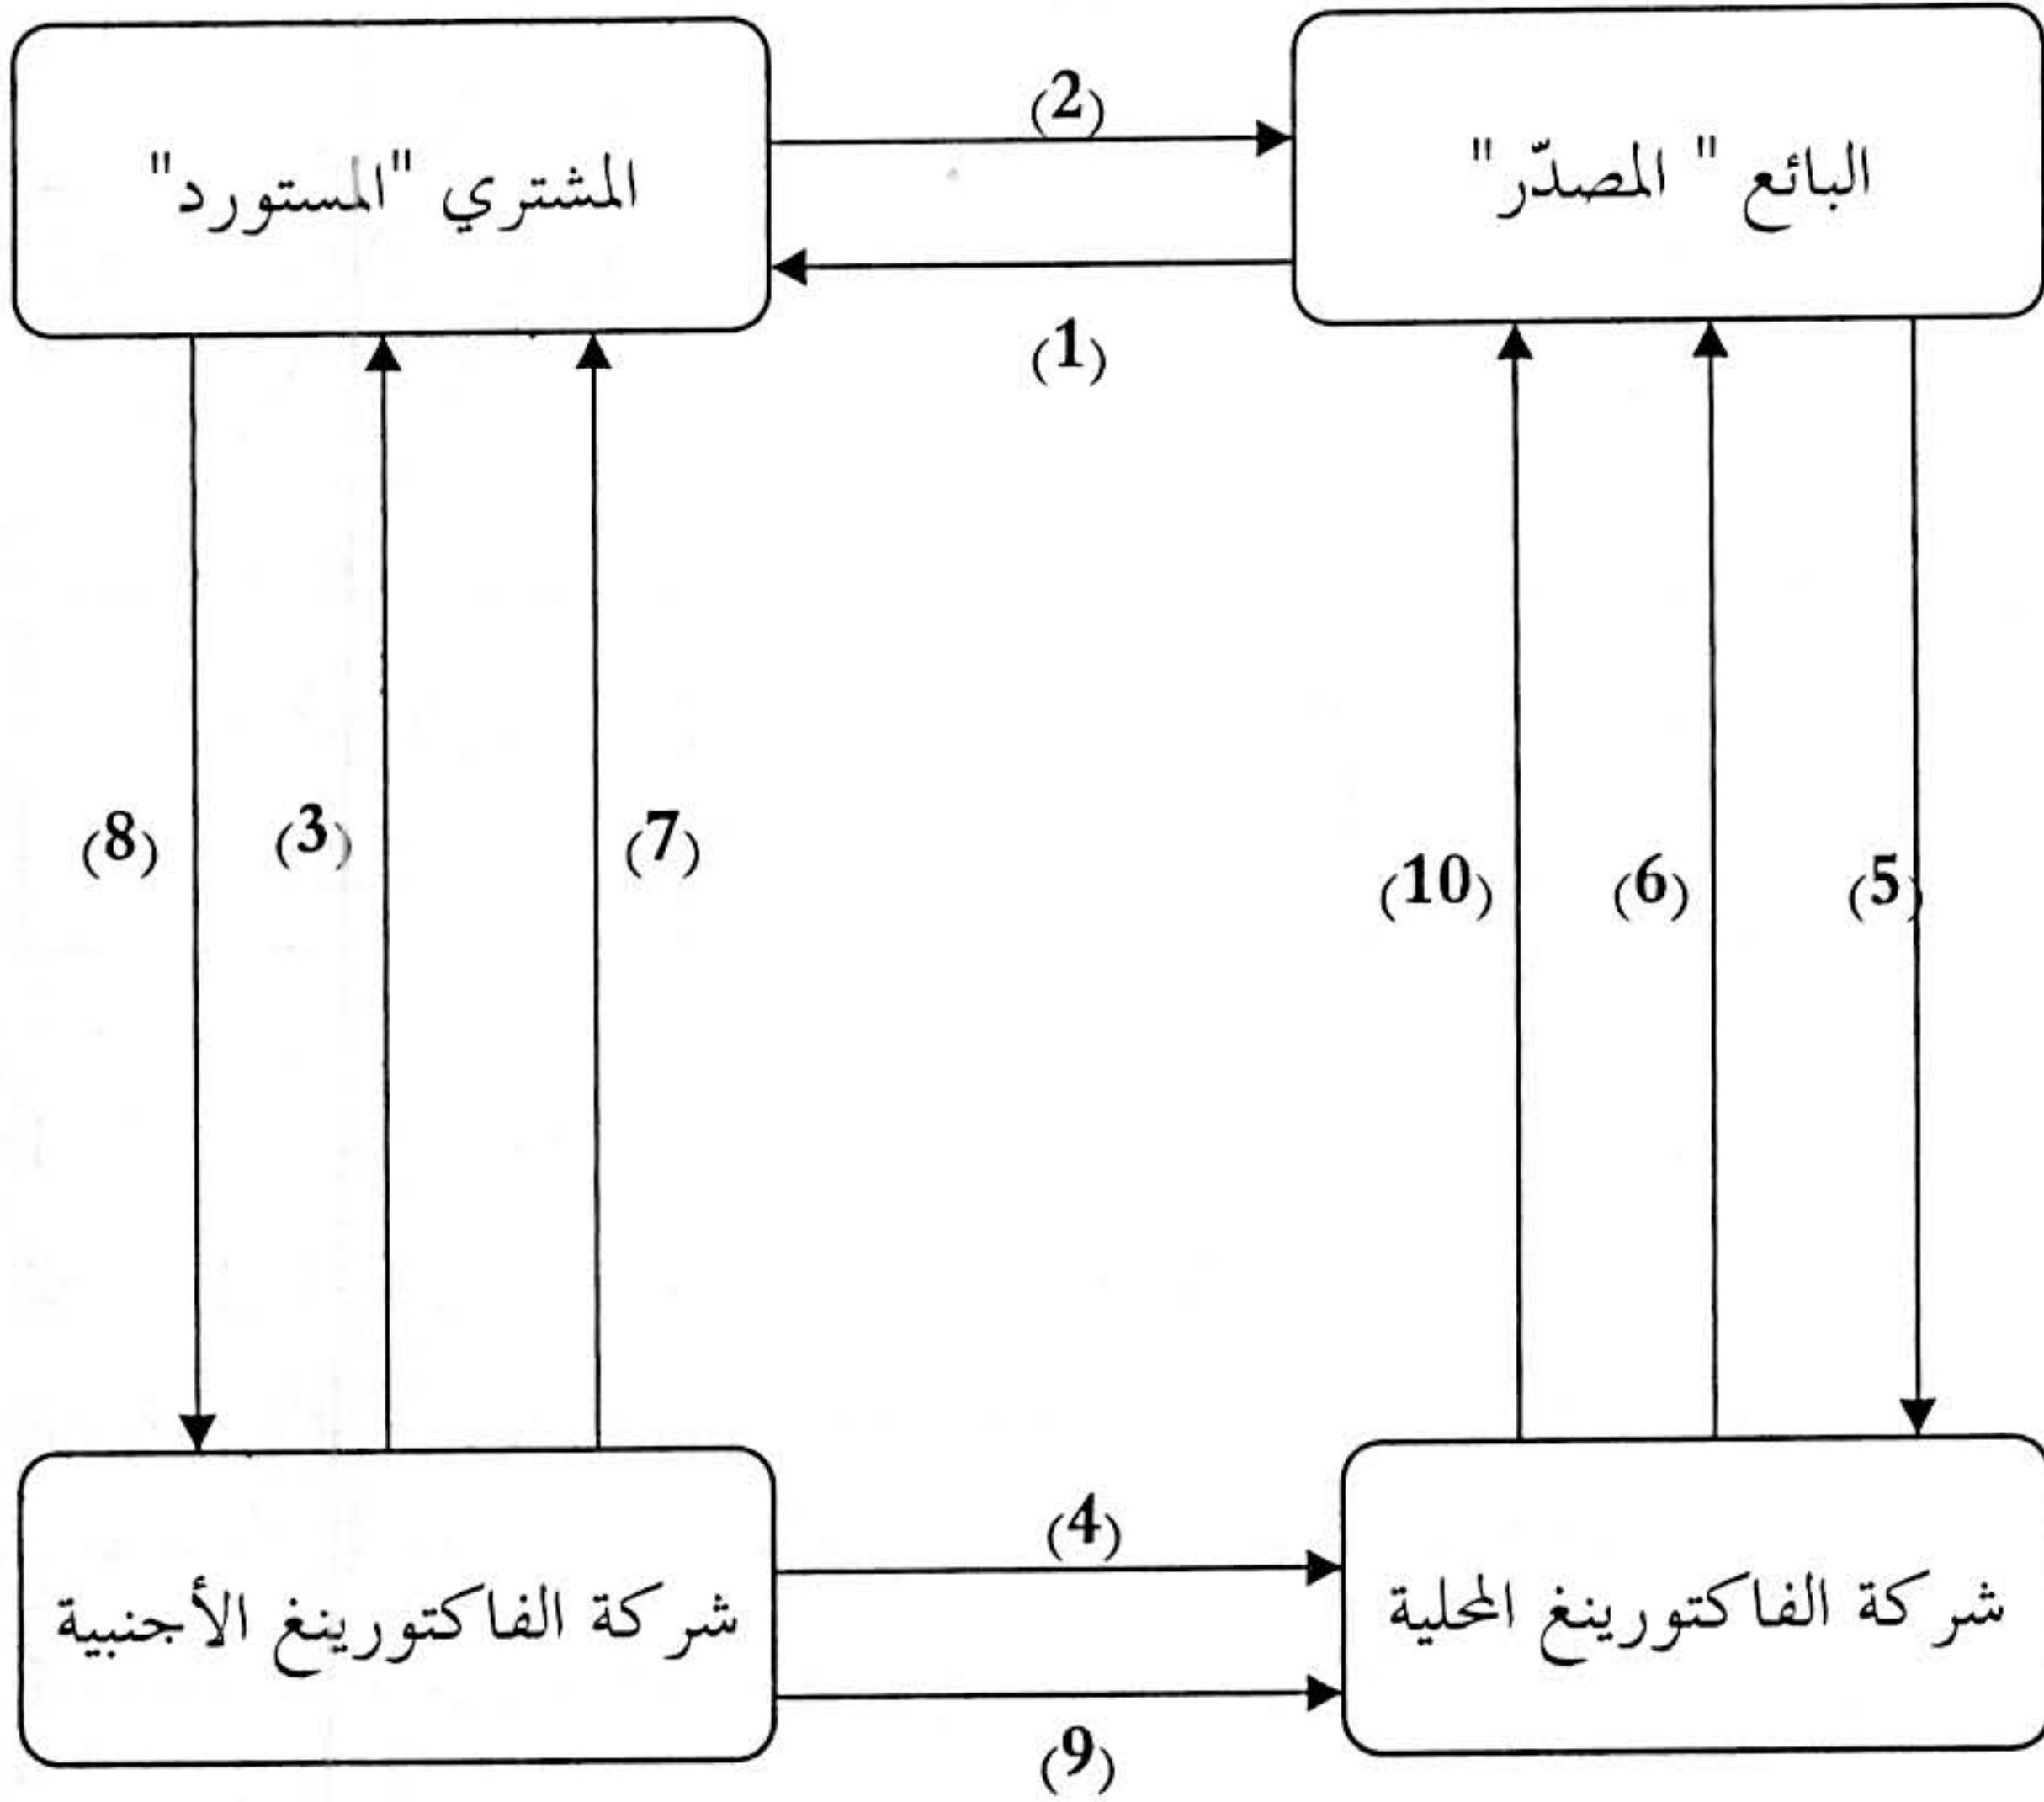 البائع " المصدّر"
المشتري "المستورد"
(2)
(1)
(5)
(6)
(10)
(7)
(3)
(8)
(4)
(9)
شركة الفاكتورينغ المحلية
شركة الفاكتورينغ الأجنبية